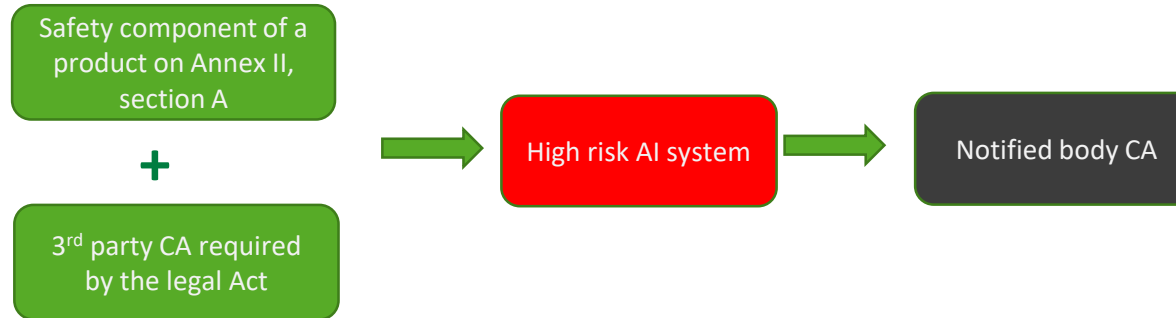 Safety component of a
product on Annex II,
section A
+
3rd party CA required
by the legal Act
High risk AI system
Notified body CA